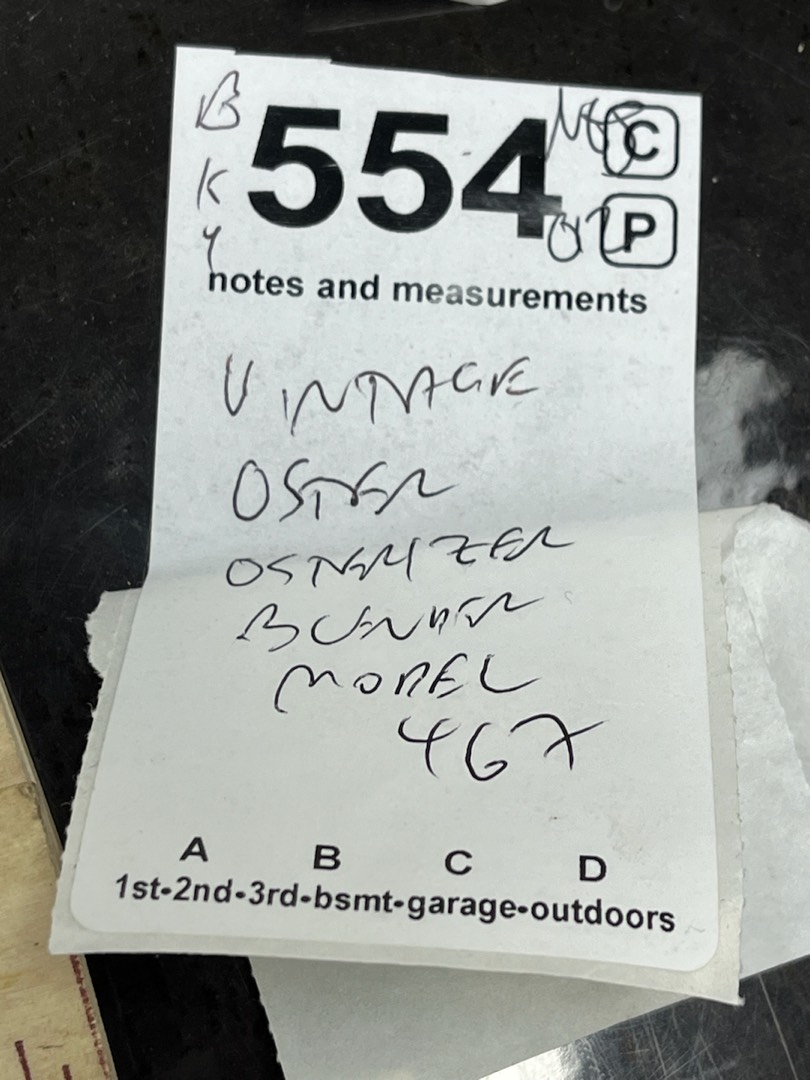 B
K
Y
554
C
P
notes and measurements
VINTAGE
OSTER
OSTERIZER
BLENDER
MODEL
467
A B C D
1st-2nd-3rd-bsmt-garage-outdoors